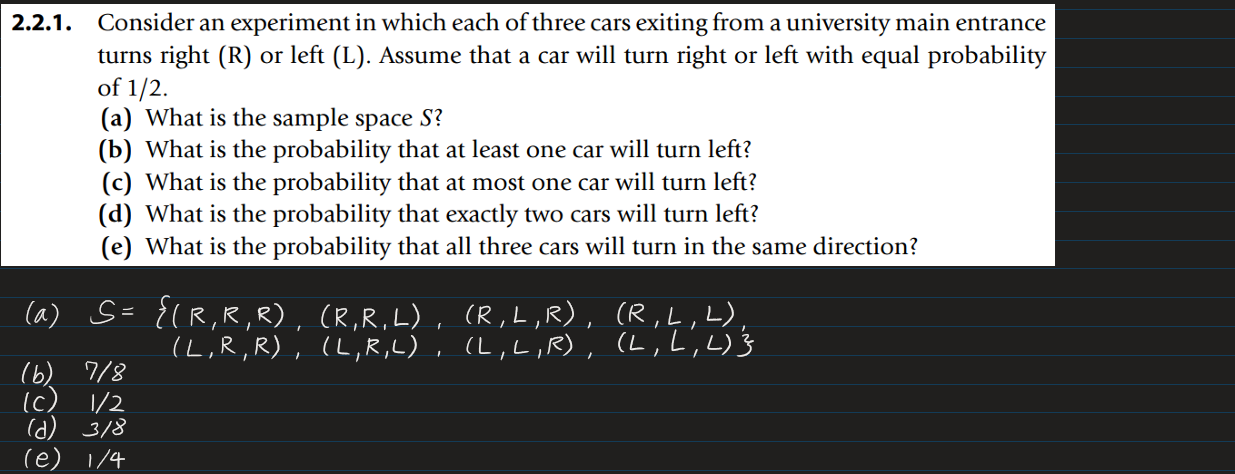 2.2.1. Consider an experiment in which each of three cars exiting from a university main entrance
turns right (R) or left (L). Assume that a car will turn right or left with equal probability
of 1/2.
(a) What is the sample space S?
(b) What is the probability that at least one car will turn left?
(c) What is the probability that at most one car will turn left?
(d) What is the probability that exactly two cars will turn left?
(e) What is the probability that all three cars will turn in the same direction?
(a) S = {(R,R,R), (R,R,L), (R,L,R), (R,L,L),
(L,R,R), (L,R,L), (L,L,R), (L,L,L)}
(b) 7/8
(c) 1/2
(d) 3/8
(e) 1/4